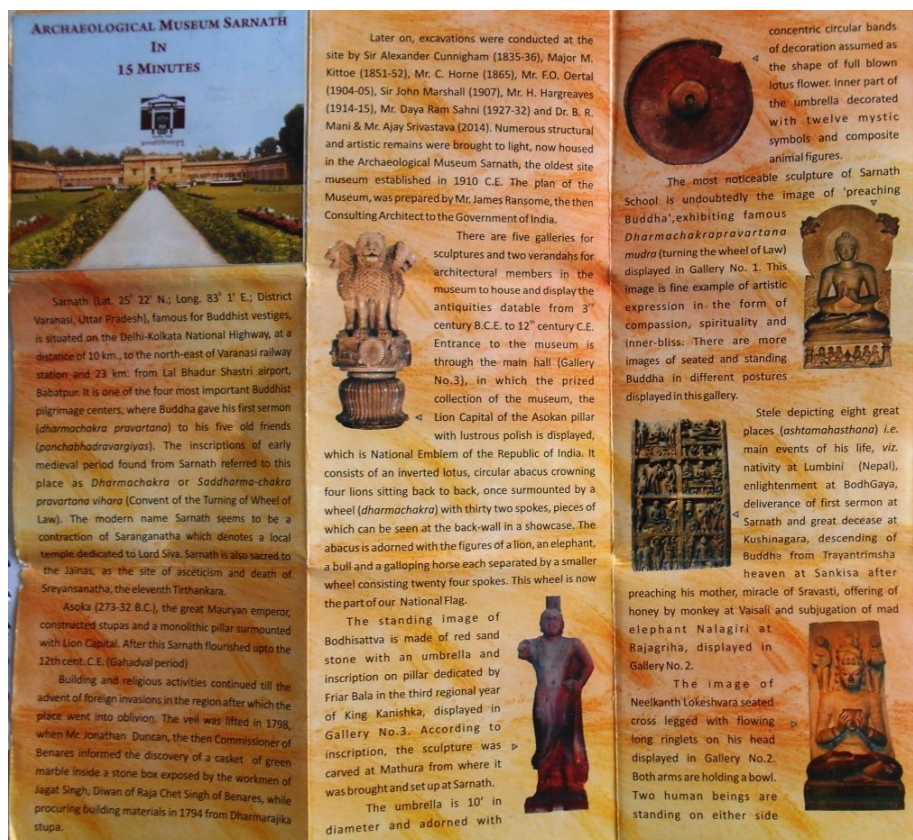 ARCHAEOLOGICAL MUSEUM SARNATH
IN
15 MINUTES
Sarnath (Lat. 25° 22' N.; Long. 83° 1' E.; District
Varanasi, Uttar Pradesh), famous for Buddhist vestiges,
is situated on the Delhi-Kolkata National Highway, at a
distance of 10 km., to the north-east of Varanasi railway
station and 23 km. from Lal Bhadur Shastri airport,
Babatpur. It is one of the four most important Buddhist
pilgrimage centers, where Buddha gave his first sermon
(dharmachakra pravartana) to his five old friends
(panchabhadravargiyas). The inscriptions of early
medieval period found from Sarnath referred to this
place as Dharmachakra or Saddharma-chakra
pravartana vihara (Convent of the Turning of Wheel of
Law). The modern name Sarnath seems to be a
contraction of Saranganatha which denotes a local
temple dedicated to Lord Siva. Sarnath is also sacred to
the Jainas, as the site of asceticism and death of
Sreyansanatha, the eleventh Tirthankara.
Asoka (273-32 B.C.), the great Mauryan emperor,
constructed stupas and a monolithic pillar surmounted
with Lion Capital. After this Sarnath flourished upto the
12th cent. C.E. (Gahadval period)
Building and religious activities continued till the
advent of foreign invasions in the region after which the
place went into oblivion. The veil was lifted in 1798,
when Mr. Jonathan Duncan, the then Commissioner of
Benares informed the discovery of a casket of green
marble inside a stone box exposed by the workmen of
Jagat Singh, Diwan of Raja Chet Singh of Benares, while
procuring building materials in 1794 from Dharmarajika
stupa.
Later on, excavations were conducted at the
site by Sir Alexander Cunnigham (1835-36), Major M.
Kittoe (1851-52), Mr. C. Horne (1865), Mr. F.O. Oertal
(1904-05), Sir John Marshall (1907), Mr. H. Hargreaves
(1914-15), Mr. Daya Ram Sahni (1927-32) and Dr. B. R.
Mani & Mr. Ajay Srivastava (2014). Numerous structural
and artistic remains were brought to light, now housed
in the Archaeological Museum Sarnath, the oldest site
museum established in 1910 C.E. The plan of the
Museum, was prepared by Mr. James Ransome, the then
Consulting Architect to the Government of India.
There are five galleries for
sculptures and two verandahs for
architectural members in the
museum to house and display the
antiquities datable from 3rd
century B.C.E. to 12th century C.E.
Entrance to the museum is
through the main hall (Gallery
No.3), in which the prized
collection of the museum, the
Lion Capital of the Asokan pillar
with lustrous polish is displayed,
which is National Emblem of the Republic of India. It
consists of an inverted lotus, circular abacus crowning
four lions sitting back to back, once surmounted by a
wheel (dharmachakra) with thirty two spokes, pieces of
which can be seen at the back-wall in a showcase. The
abacus is adorned with the figures of a lion, an elephant,
a bull and a galloping horse each separated by a smaller
wheel consisting twenty four spokes. This wheel is now
the part of our National Flag.
The standing image of
Bodhisattva is made of red sand
stone with an umbrella and
inscription on pillar dedicated by
Friar Bala in the third regional year
of King Kanishka, displayed in
Gallery No.3. According to
inscription, the sculpture was
carved at Mathura from where it
was brought and set up at Sarnath.
The umbrella is 10' in
diameter and adorned with
concentric circular bands
of decoration assumed as
the shape of full blown
lotus flower. Inner part of
the umbrella decorated
with twelve mystic
symbols and composite
animal figures.
The most noticeable sculpture of Sarnath
School is undoubtedly the image of 'preaching
Buddha', exhibiting famous
Dharmachakrapravartana
mudra (turning the wheel of Law)
displayed in Gallery No. 1. This
image is fine example of artistic
expression in the form of
compassion, spirituality and
inner-bliss. There are more
images of seated and standing
Buddha in different postures
displayed in this gallery.
Stele depicting eight great
places (ashtamahasthana) i.e.
main events of his life, viz.
nativity at Lumbini (Nepal),
enlightenment at BodhGaya,
deliverance of first sermon at
Sarnath and great decease at
Kushinagara, descending of
Buddha from Trayantrimsha
heaven at Sankisa after
preaching his mother, miracle of Sravasti, offering of
honey by monkey at Vaisali and subjugation of mad
elephant Nalagiri at
Rajagriha, displayed in
Gallery No. 2.
The image of
Neelkanth Lokeshvara seated
cross legged with flowing
long ringlets on his head
displayed in Gallery No.2.
Both arms are holding a bowl.
Two human beings are
standing on either side